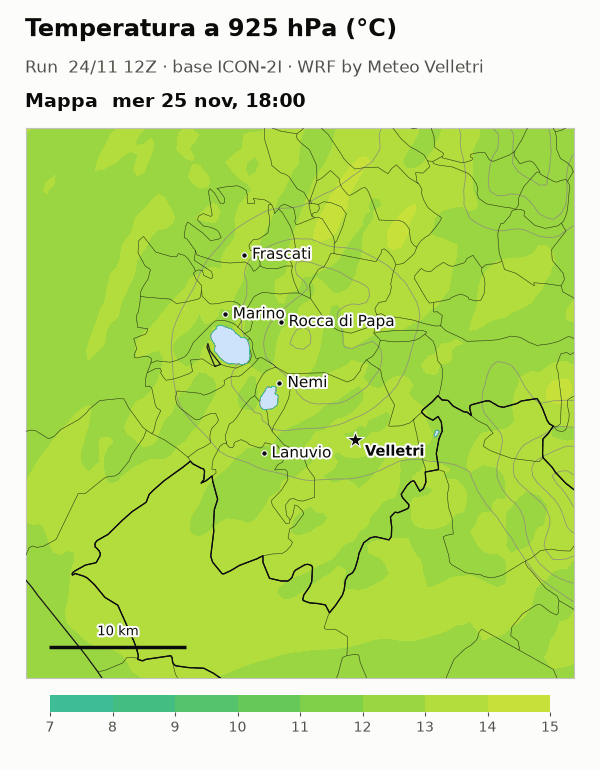 Temperatura a 925 hPa (°C)
Run  24/11 12Z · base ICON-2I · WRF by Meteo Velletri
Mappa  mer 25 nov, 18:00
Frascati
Marino
Rocca di Papa
Nemi
Velletri
Lanuvio
10 km
7 8 9 10 11 12 13 14 15